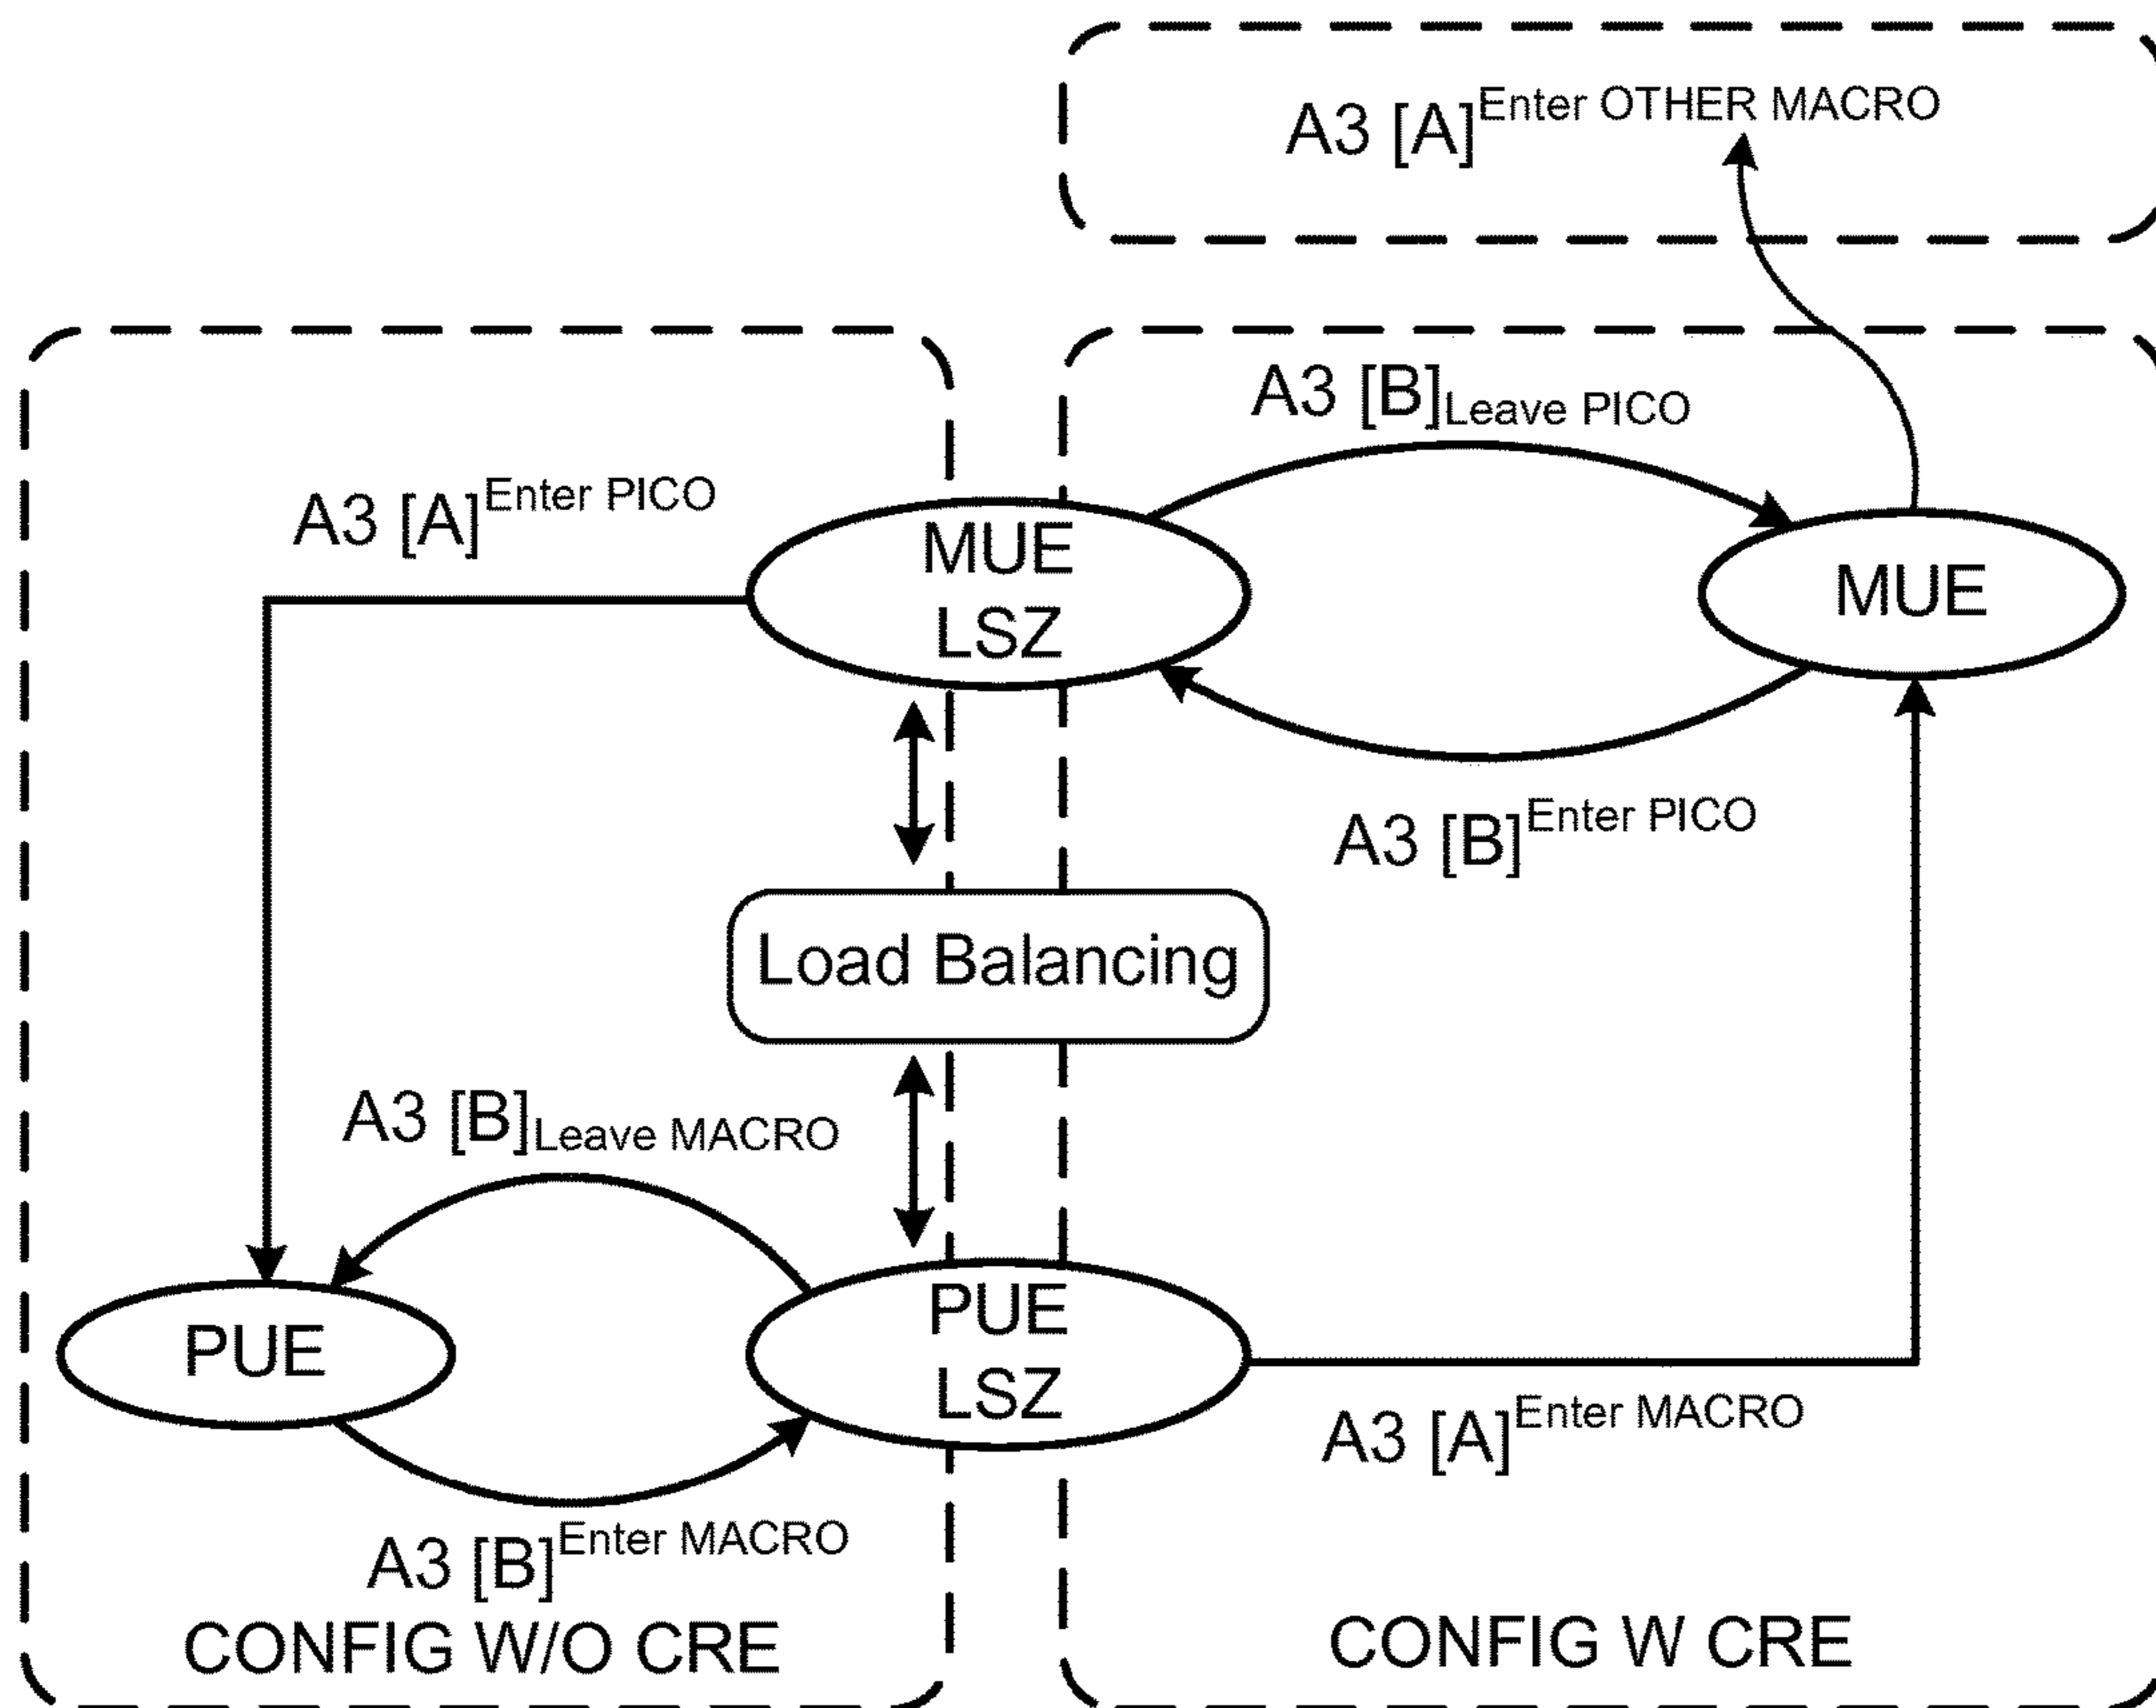 A3 [A]Enter OTHER MACRO
A3 [B]Leave PICO
A3 [A]Enter PICO
MUE
LSZ
MUE
A3 [B]Enter PICO
Load Balancing
A3 [B]Leave MACRO
PUE
PUE
LSZ
A3 [A]Enter MACRO
A3 [B]Enter MACRO
CONFIG W/O CRE
CONFIG W CRE